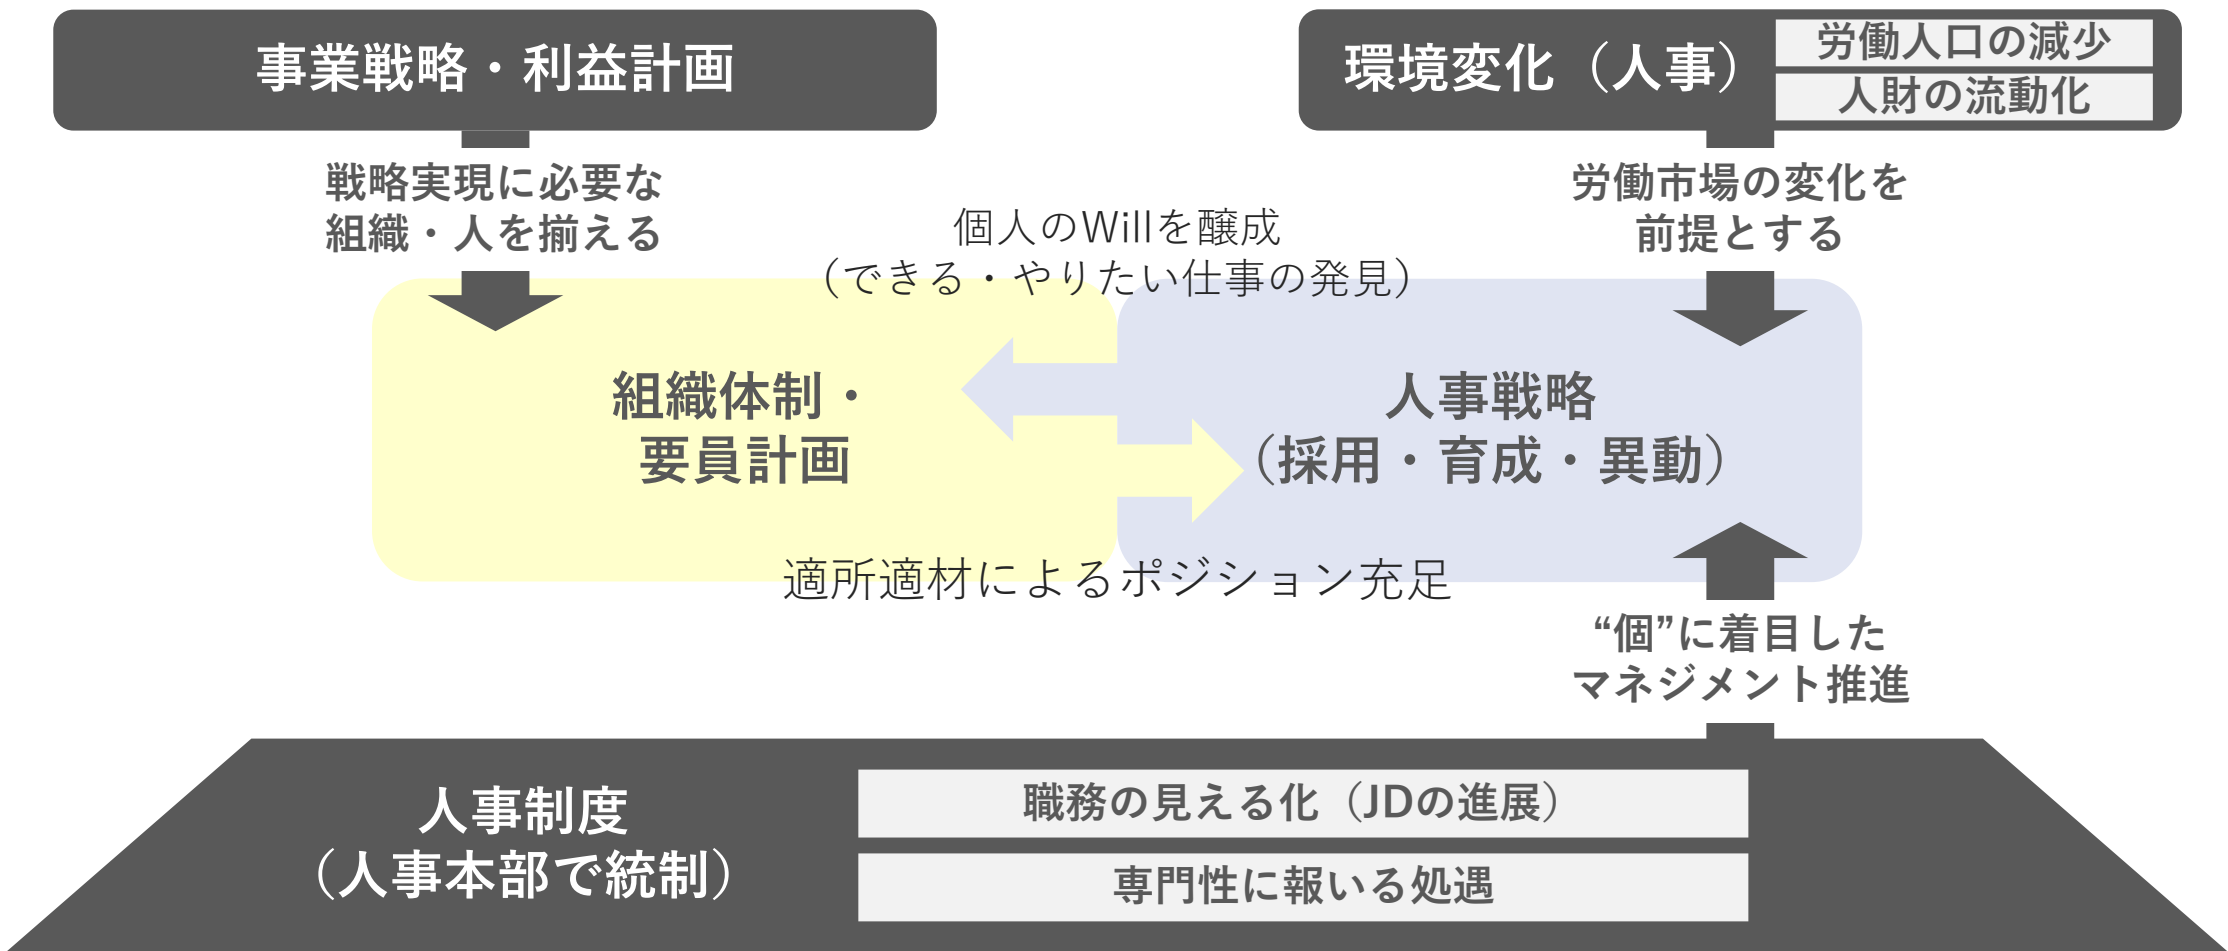 事業戦略・利益計画
環境変化（人事）
労働人口の減少
人財の流動化
戦略実現に必要な
組織・人を揃える
労働市場の変化を
前提とする
個人のWillを醸成
（できる・やりたい仕事の発見）
組織体制・
要員計画
人事戦略
（採用・育成・異動）
適所適材によるポジション充足
“個”に着目した
マネジメント推進
人事制度
（人事本部で統制）
職務の見える化（JDの進展）
専門性に報いる処遇